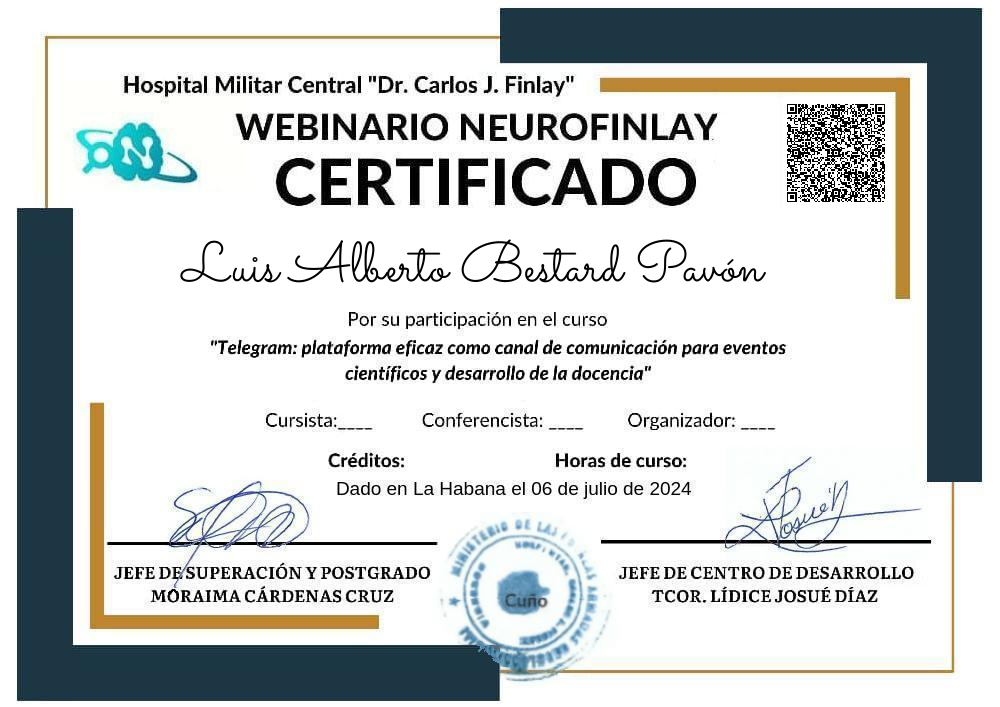 Hospital Militar Central "Dr. Carlos J. Finlay"
WEBINARIO NEUROFINLAY
CERTIFICADO
Luis Alberto Bestard Pavón
Por su participación en el curso
"Telegram: plataforma eficaz como canal de comunicación para eventos
científicos y desarrollo de la docencia"
Cursista:____ Conferencista: ____ Organizador: ____
Créditos: Horas de curso:
Dado en La Habana el 06 de julio de 2024
JEFE DE SUPERACIÓN Y POSTGRADO
MORAIMA CÁRDENAS CRUZ
JEFE DE CENTRO DE DESARROLLO
TCOR. LÍDICE JOSUÉ DÍAZ
MINISTERIO DE LAS
Cuño